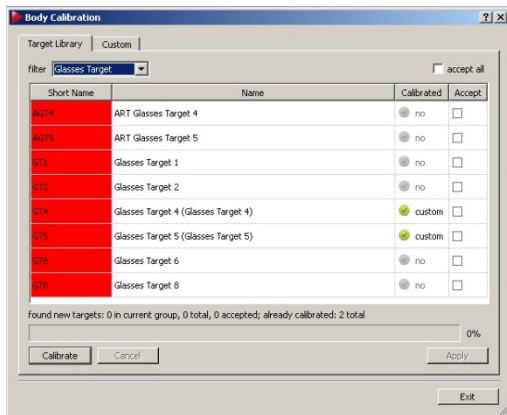 Body Calibration
Target Library Custom
filter Glasses Target accept all
Short Name Name Calibrated Accept
AGT4 ART Glasses Target 4 no
AGT5 ART Glasses Target 5 no
GT1 Glasses Target 1 no
GT2 Glasses Target 2 no
GT4 Glasses Target 4 (Glasses Target 4) custom
GT5 Glasses Target 5 (Glasses Target 5) custom
GT6 Glasses Target 6 no
GT8 Glasses Target 8 no
found new targets: 0 in current group, 0 total, 0 accepted; already calibrated: 2 total
0%
Calibrate Cancel Apply
Exit